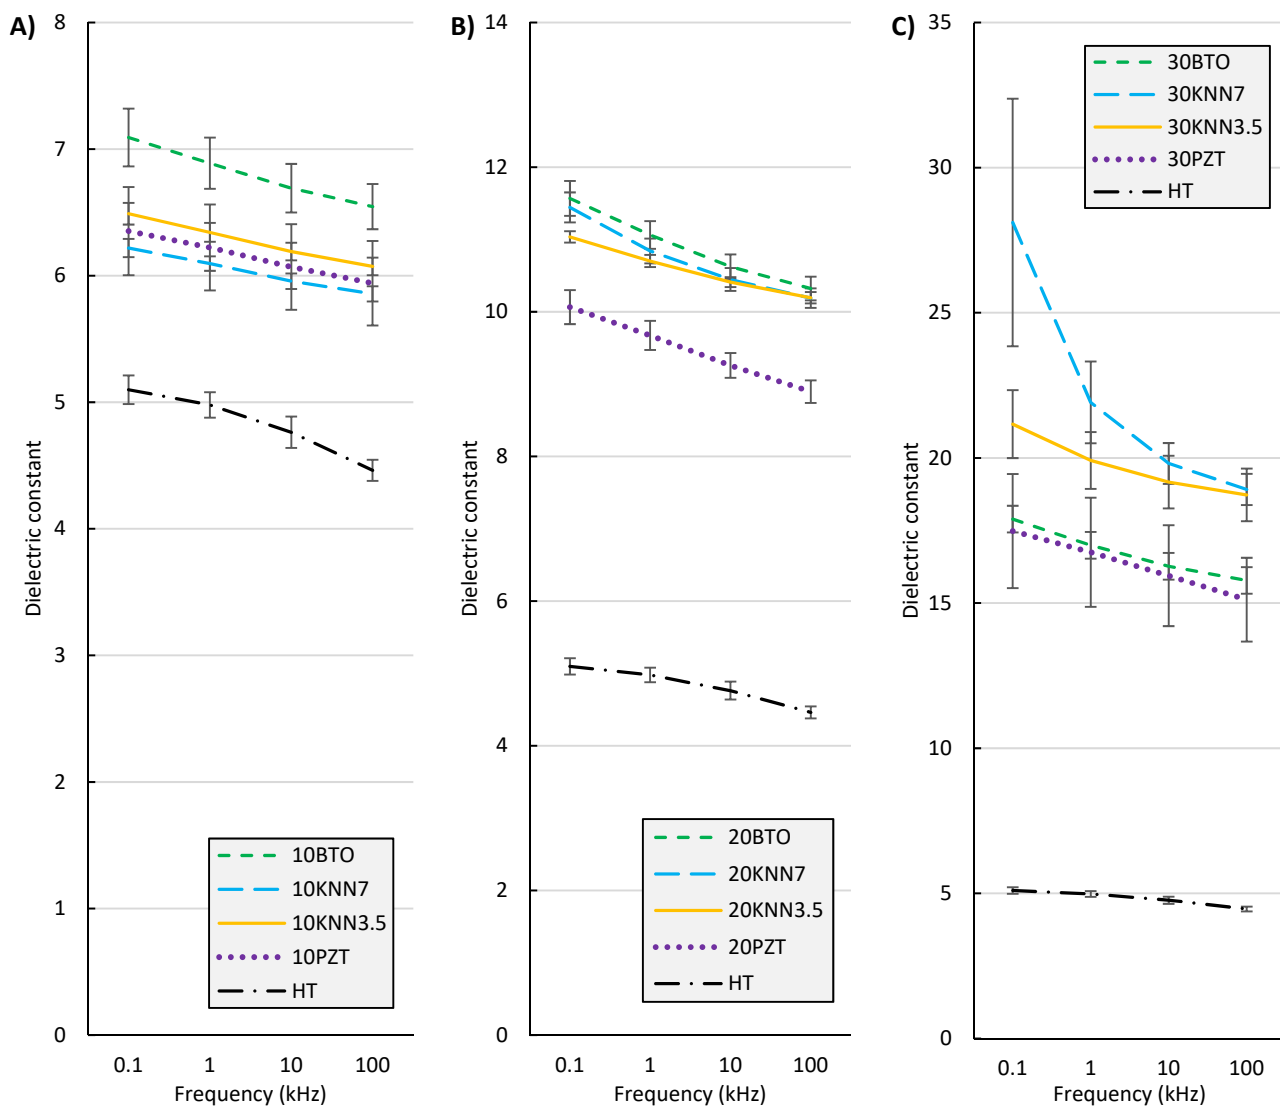 A)
Dielectric constant
8
7
6
5
4
3
2
1
0
10BTO
10KNN7
10KNN3.5
10PZT
HT
0.1 1 10 100
Frequency (kHz)
B)
Dielectric constant
14
12
10
8
6
4
2
0
20BTO
20KNN7
20KNN3.5
20PZT
HT
0.1 1 10 100
Frequency (kHz)
C)
Dielectric constant
35
30
25
20
15
10
5
0
30BTO
30KNN7
30KNN3.5
30PZT
HT
0.1 1 10 100
Frequency (kHz)